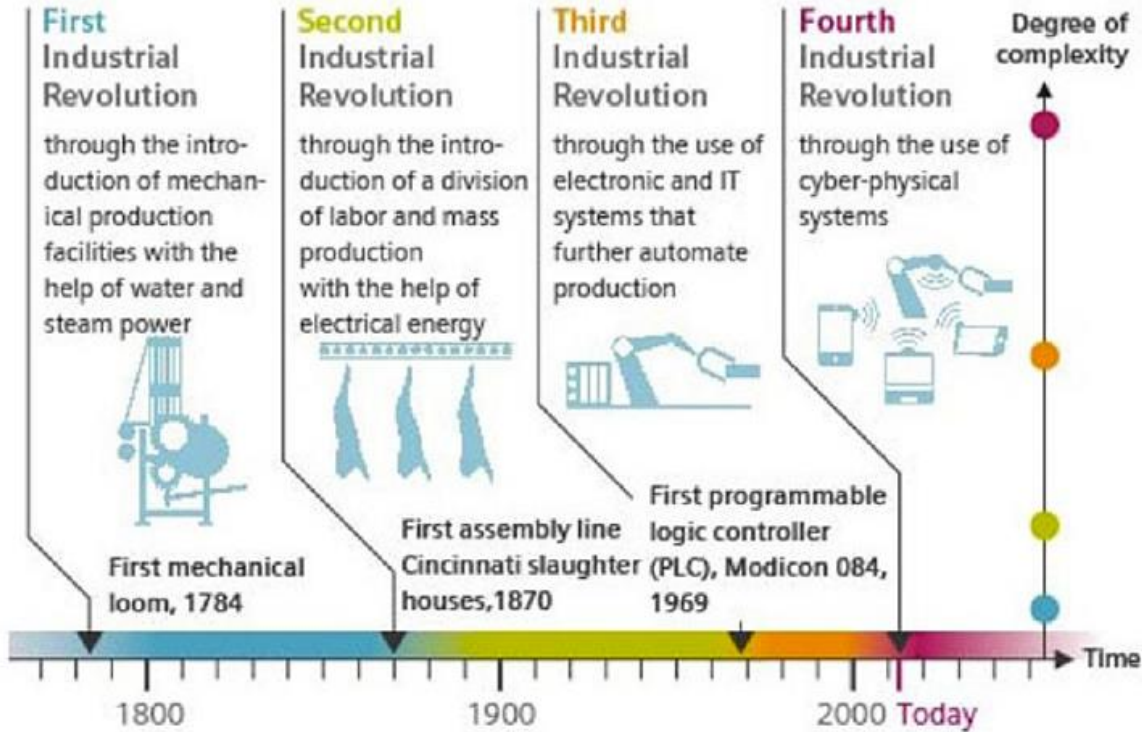 First
Industrial
Revolution
through the intro-
duction of mechan-
ical production
facilities with the
help of water and
steam power
First mechanical
loom, 1784
Second
Industrial
Revolution
through the intro-
duction of a division
of labor and mass
production
with the help of
electrical energy
First assembly line
Cincinnati slaughter
houses,1870
Third
Industrial
Revolution
through the use of
electronic and IT
systems that
further automate
production
First programmable
logic controller
(PLC), Modicon 084,
1969
Fourth
Industrial
Revolution
through the use of
cyber-physical
systems
Degree of
complexity
Time
1800
1900
2000
Today